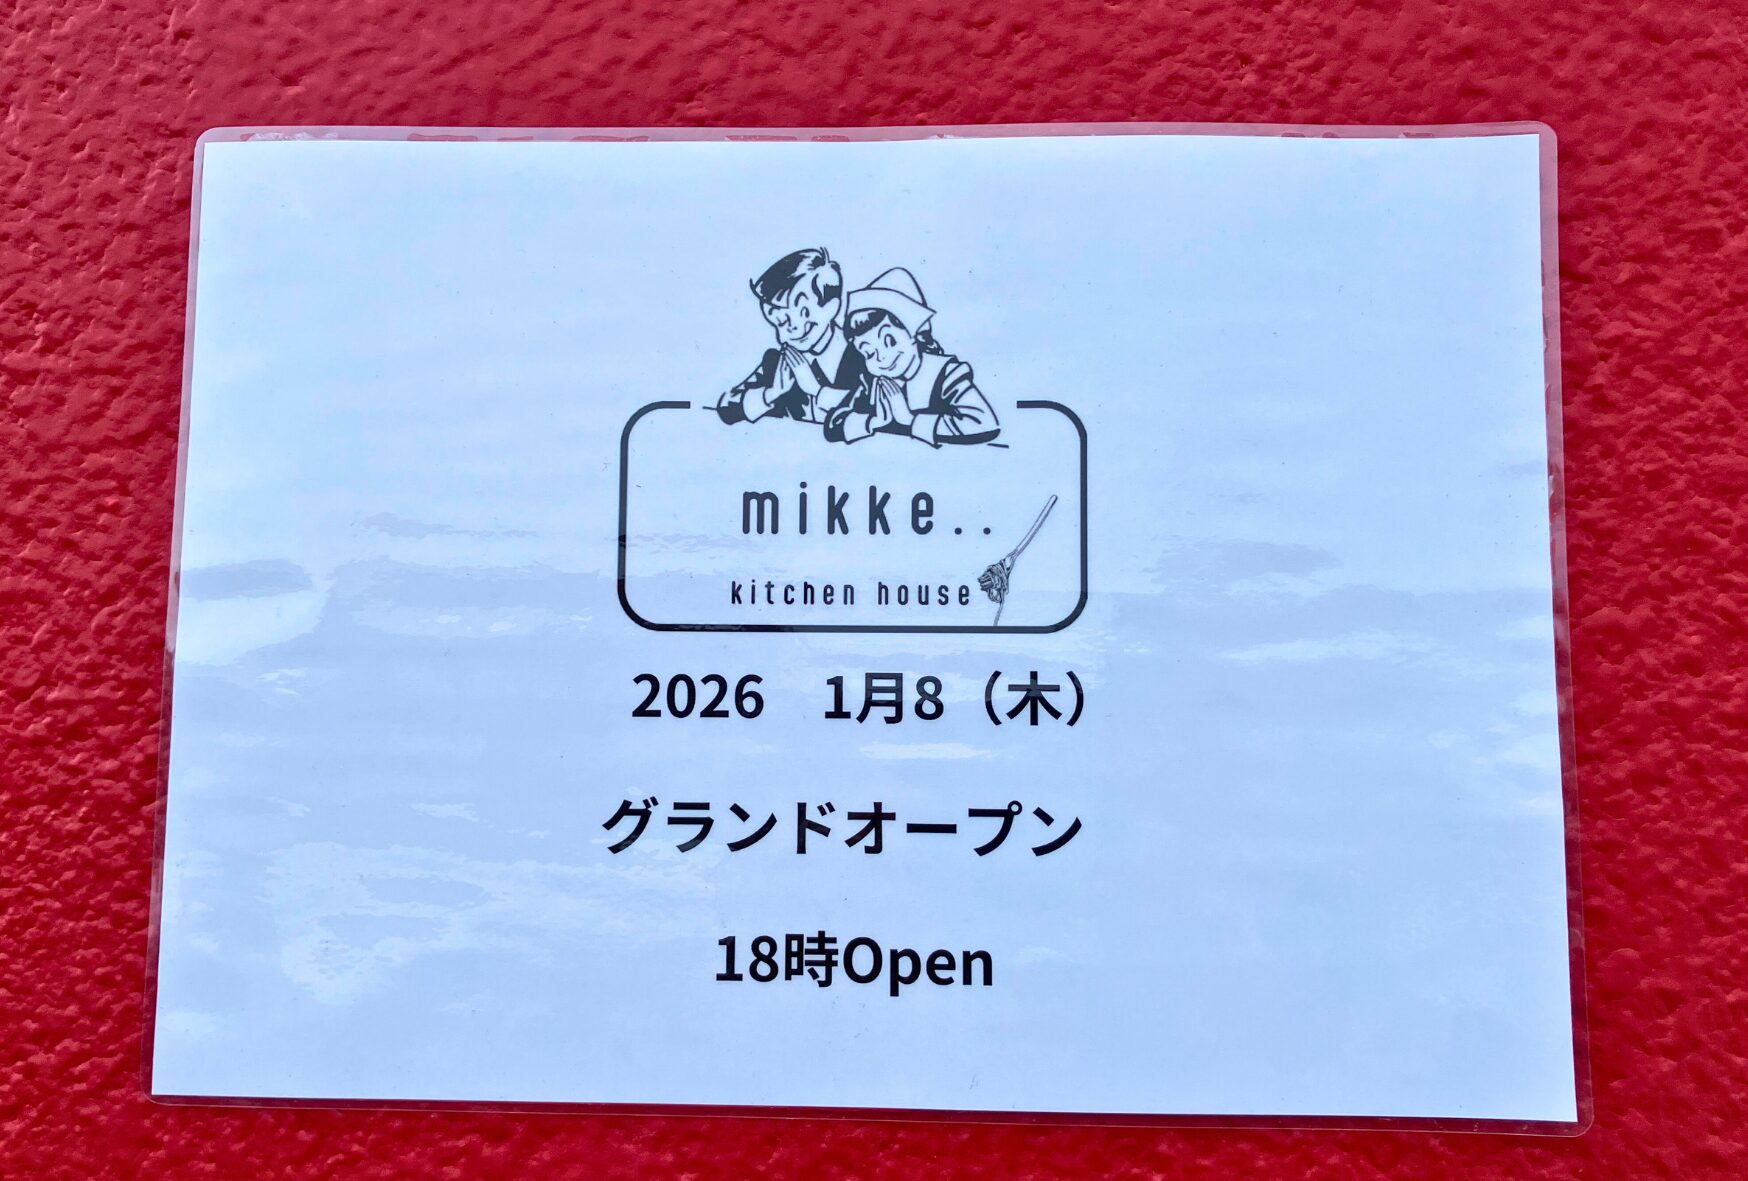 mikke..
kitchen house
2026　1月8（木）
グランドオープン
18時Open